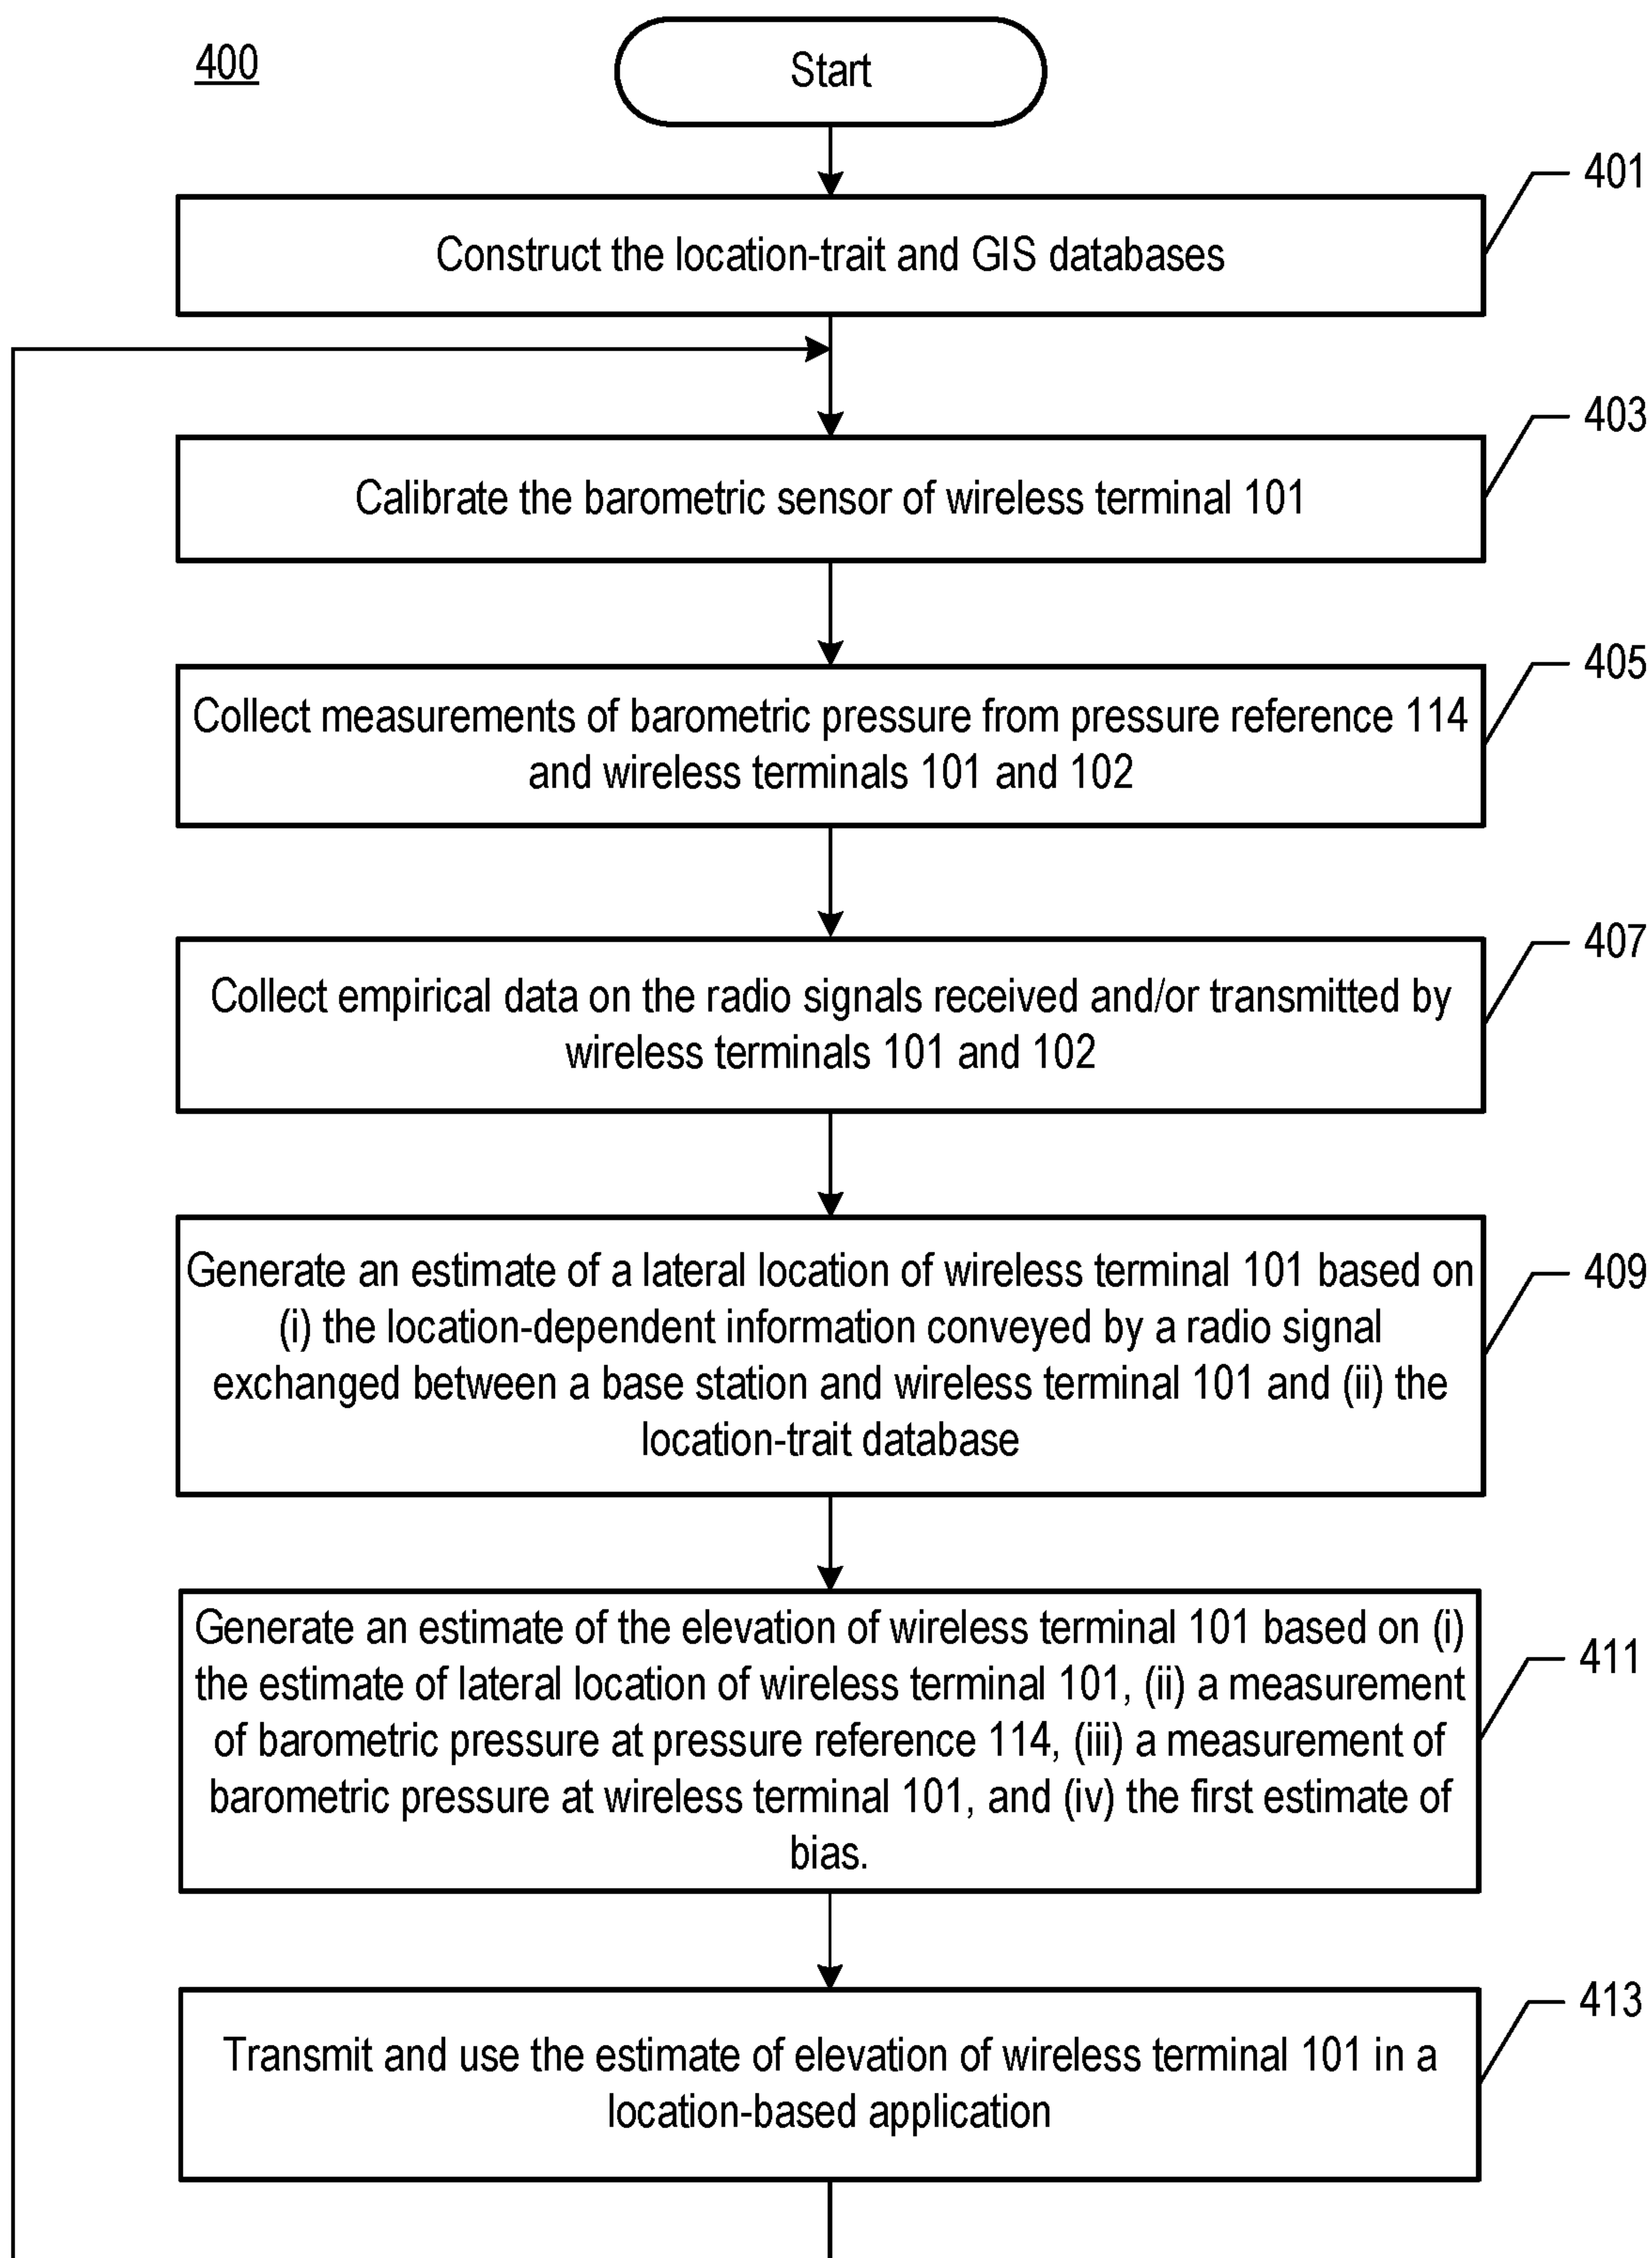 400
Start
401
Construct the location-trait and GIS databases
403
Calibrate the barometric sensor of wireless terminal 101
405
Collect measurements of barometric pressure from pressure reference 114
and wireless terminals 101 and 102
407
Collect empirical data on the radio signals received and/or transmitted by
wireless terminals 101 and 102
409
Generate an estimate of a lateral location of wireless terminal 101 based on
(i) the location-dependent information conveyed by a radio signal
exchanged between a base station and wireless terminal 101 and (ii) the
location-trait database
411
Generate an estimate of the elevation of wireless terminal 101 based on (i)
the estimate of lateral location of wireless terminal 101, (ii) a measurement
of barometric pressure at pressure reference 114, (iii) a measurement of
barometric pressure at wireless terminal 101, and (iv) the first estimate of
bias.
413
Transmit and use the estimate of elevation of wireless terminal 101 in a
location-based application